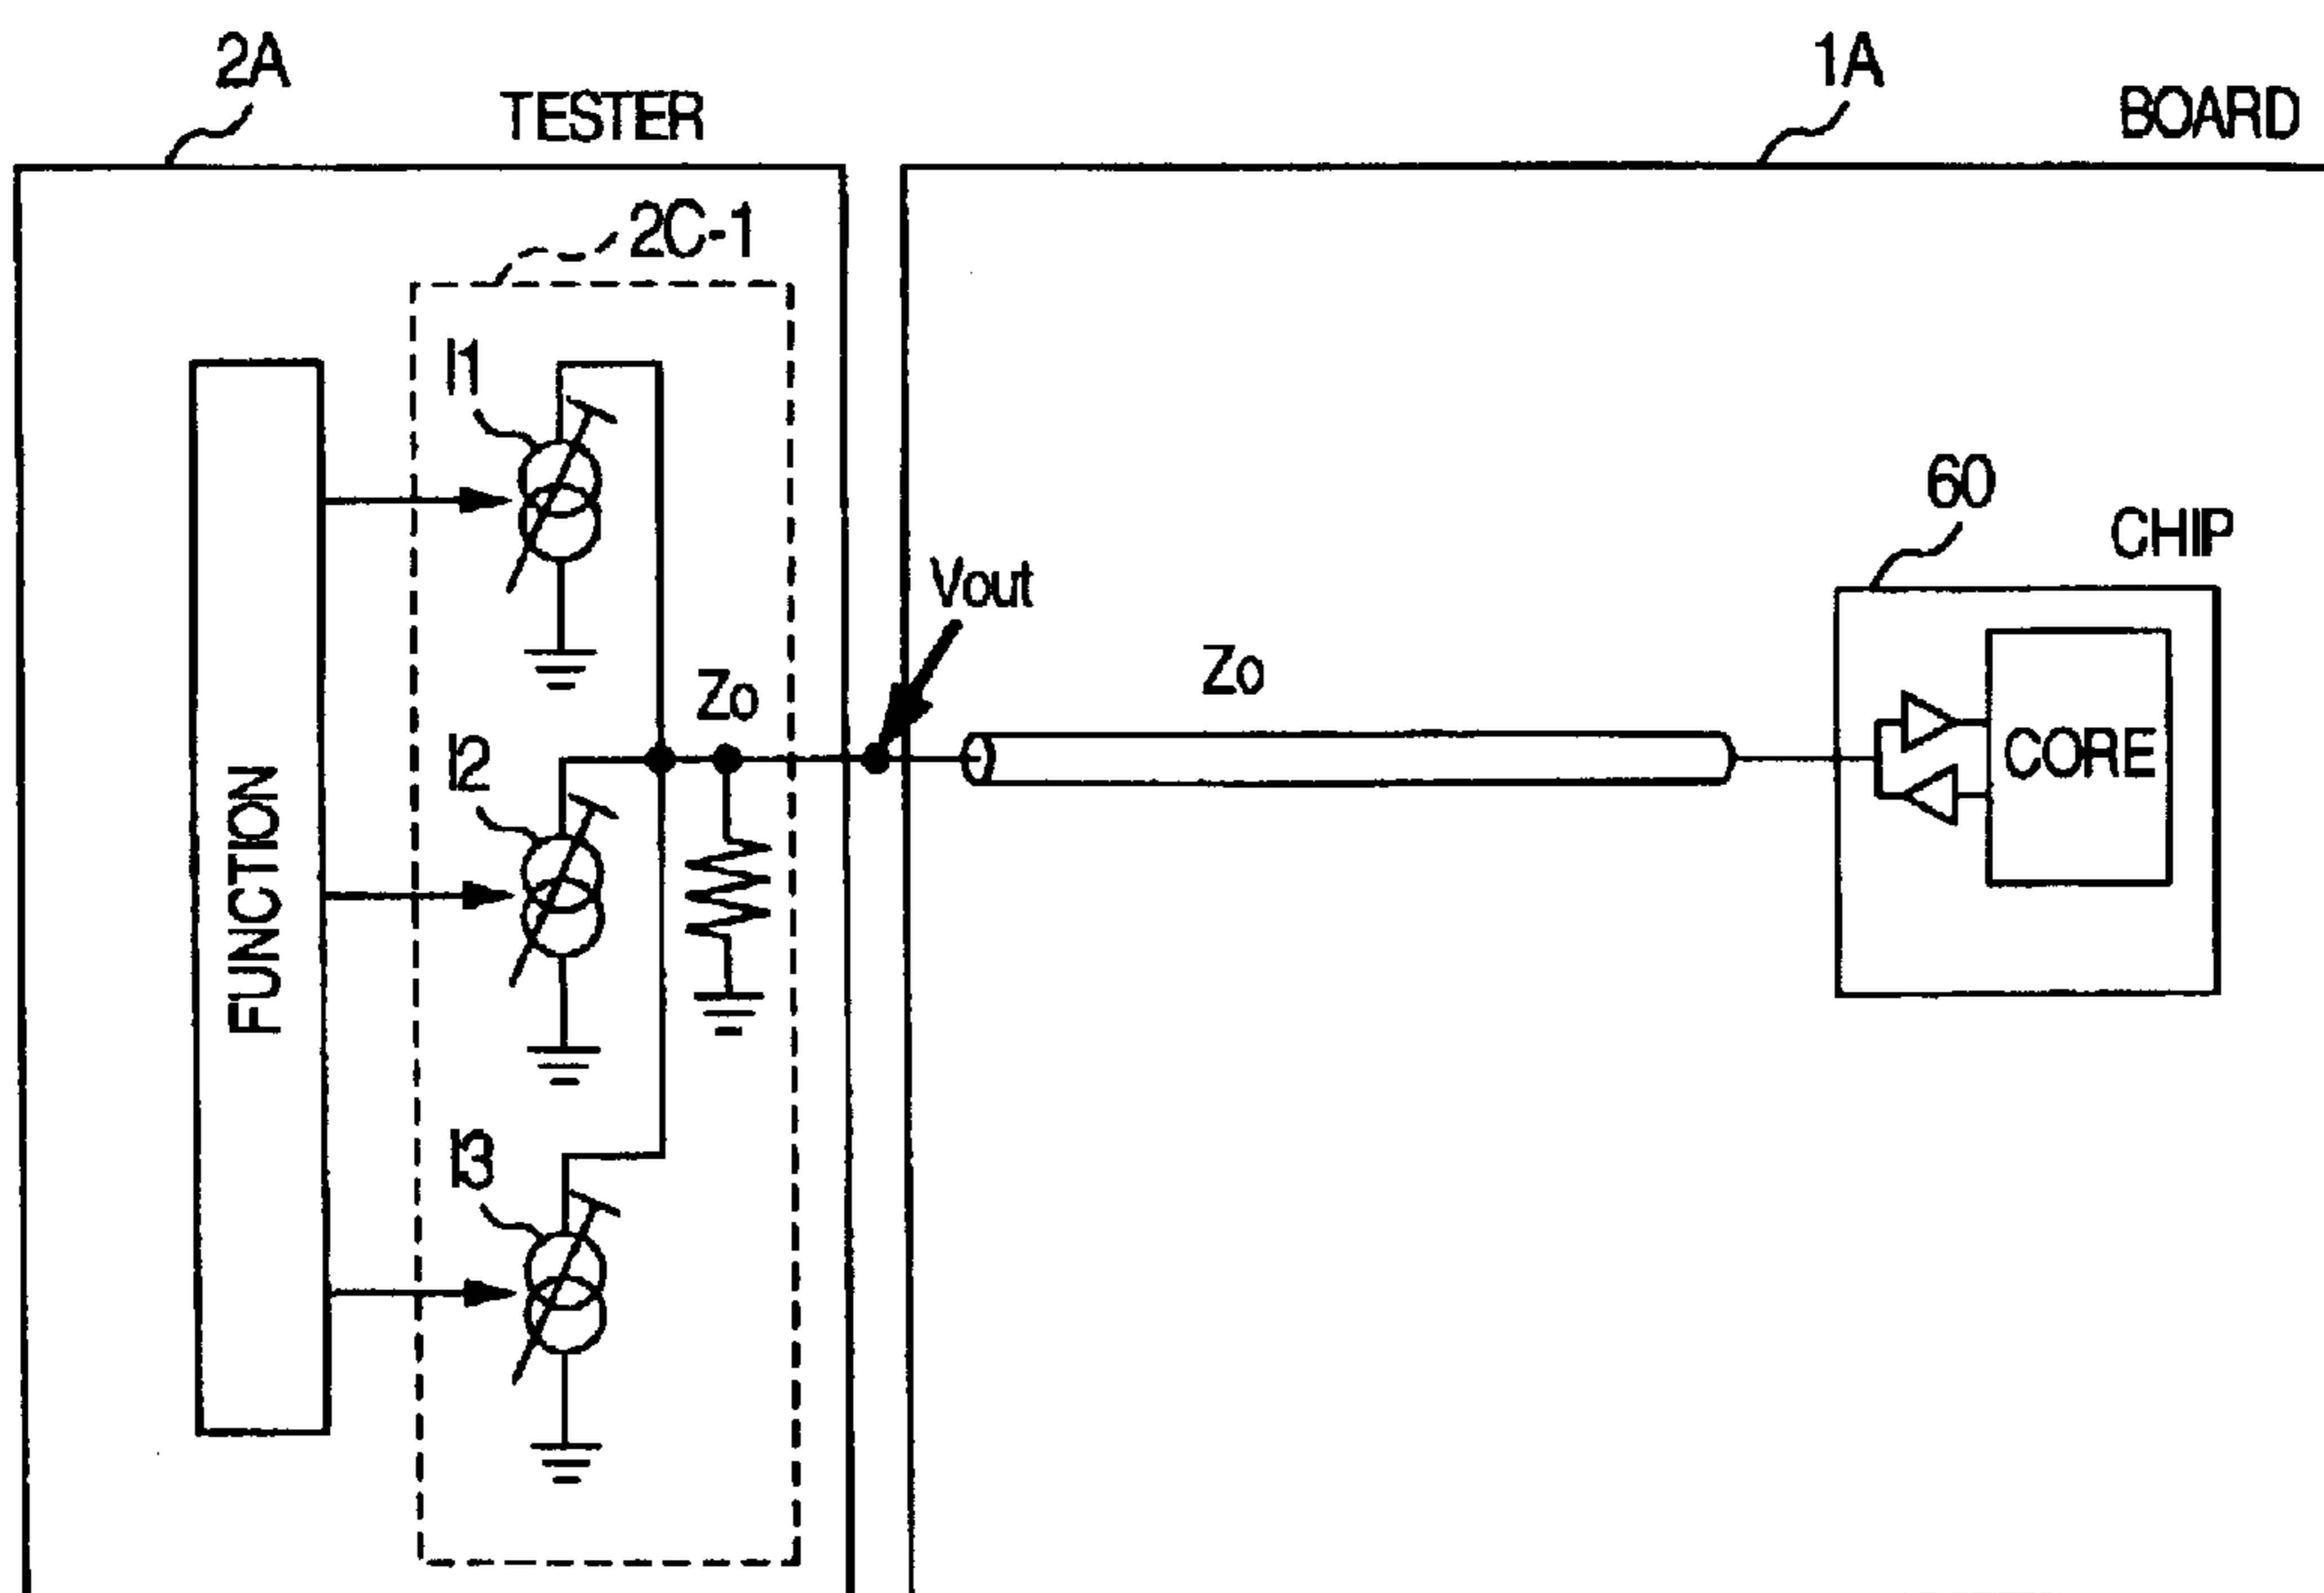 2A
TESTER
1A
BOARD
2C-1
I1
Vout
60
CHIP
Zo
Zo
I2
CORE
FUNCTION
I3